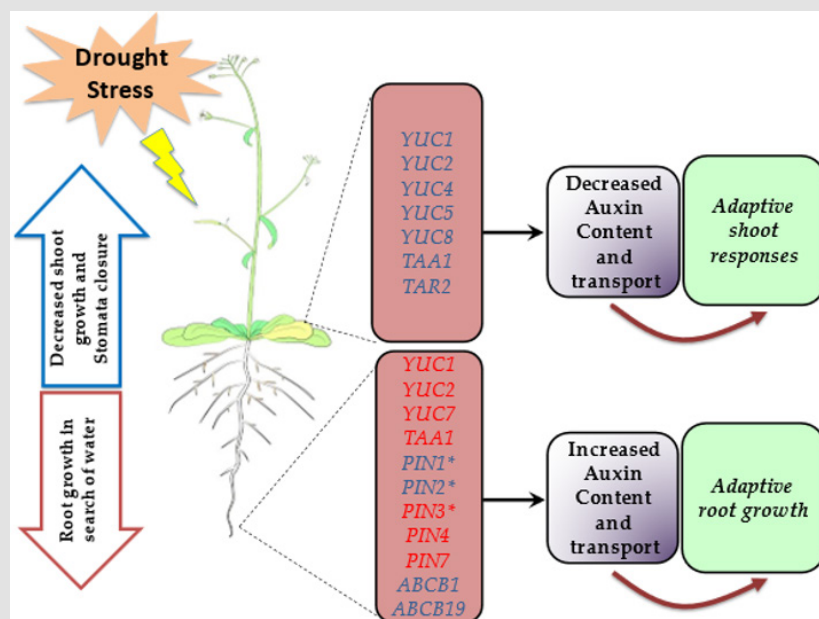 Drought
Stress
Decreased shoot
growth and
Stomata closure
Root growth in
search of water
YUC1
YUC2
YUC4
YUC5
YUC8
TAA1
TAR2
Decreased
Auxin
Content
and
transport
Adaptive
shoot
responses
YUC1
YUC2
YUC7
TAA1
PIN1*
PIN2*
PIN3*
PIN4
PIN7
ABCB1
ABCB19
Increased
Auxin
Content
and
transport
Adaptive
root growth